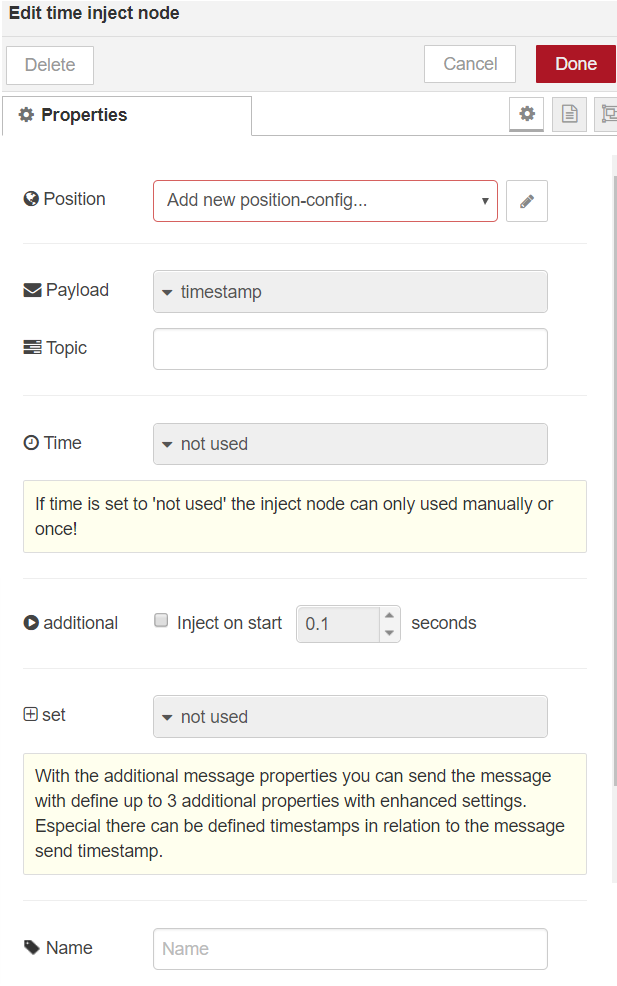 Edit time inject node
Delete
Cancel
Done
Properties
Position
Add new position-config...
Payload
timestamp
Topic
Time
not used
If time is set to 'not used' the inject node can only used manually or
once!
additional
Inject on start
0.1
seconds
set
not used
With the additional message properties you can send the message
with define up to 3 additional properties with enhanced settings.
Especial there can be defined timestamps in relation to the message
send timestamp.
Name
Name